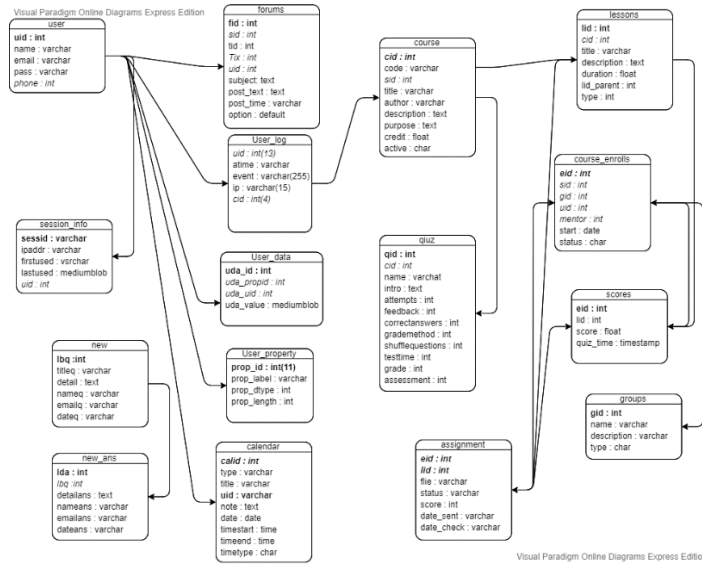 Visual Paradigm Online Diagrams Express Edition
user
uid : int
name : varchar
email : varchar
pass : varchar
phone : int
forums
fid : int
sid : int
tid : int
Tix : int
uid : int
subject: text
post_text : text
post_time : varchar
option : default
course
cid : int
code : varchar
sid : int
title : varchar
author : varchar
description : text
purpose : text
credit : float
active : char
lessons
lid : int
cid : int
title : varchar
description : text
duration : float
lid_parent : int
type : int
User_log
uid : int(13)
atime : varchar
event : varchar(255)
ip : varchar(15)
cid : int(4)
course_enrolls
eid : int
sid : int
gid : int
uid : int
mentor : int
start : date
status : char
session_info
sessid : varchar
ipaddr : varchar
firstused : vsrchar
lastused : mediumblob
uid : int
User_data
uda_id : int
uda_propid : int
uda_uid : int
uda_value : mediumblob
qiuz
qid : int
cid : int
name : varchat
intro : text
attempts : int
feedback : int
correctanswers : int
grademethod : int
shufflequestions : int
testtime : int
grade : int
assessment : int
scores
eid : int
lid : int
score : float
quiz_time : timestamp
new
lbq :int
titleq : varchar
detail : text
nameq : varchar
emailq : varchar
dateq : varchar
User_property
prop_id : int(11)
prop_label : varchar
prop_dtype : int
prop_length : int
groups
gid : int
name : varchar
description : varchar
type : char
new_ans
lda : int
lbq :int
detailans : text
nameans : varchar
emailans : varchar
dateans : varchar
calendar
calid : int
type : varchar
title : varchar
uid : varchar
note : text
date : date
timestart : time
timeend : time
timetype : char
assignment
eid : int
lid : int
flie : varchar
status : varchar
score : int
date_sent : varchar
date_check : varchar
Visual Paradigm Online Diagrams Express Edition